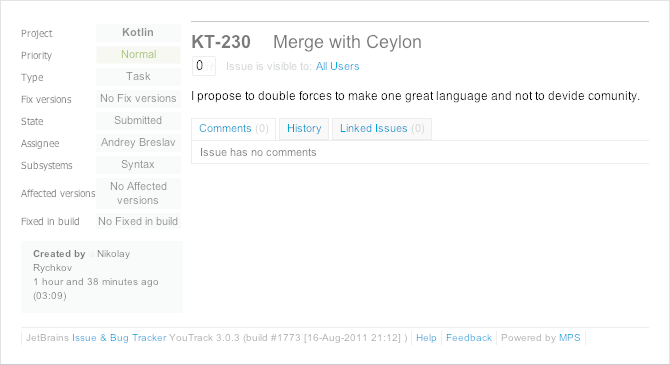 Project Kotlin
Priority Normal
Type Task
Fix versions No Fix versions
State Submitted
Assignee Andrey Breslav
Subsystems Syntax
Affected versions No Affected versions
Fixed in build No Fixed in build
Created by Nikolay
Rychkov
1 hour and 38 minutes ago
(03:09)
KT-230 Merge with Ceylon
0
Issue is visible to: All Users
I propose to double forces to make one great language and not to devide comunity.
Comments (0) History Linked Issues (0)
Issue has no comments
JetBrains Issue & Bug Tracker YouTrack 3.0.3 (build #1773 [16-Aug-2011 21:12] ) Help Feedback Powered by MPS